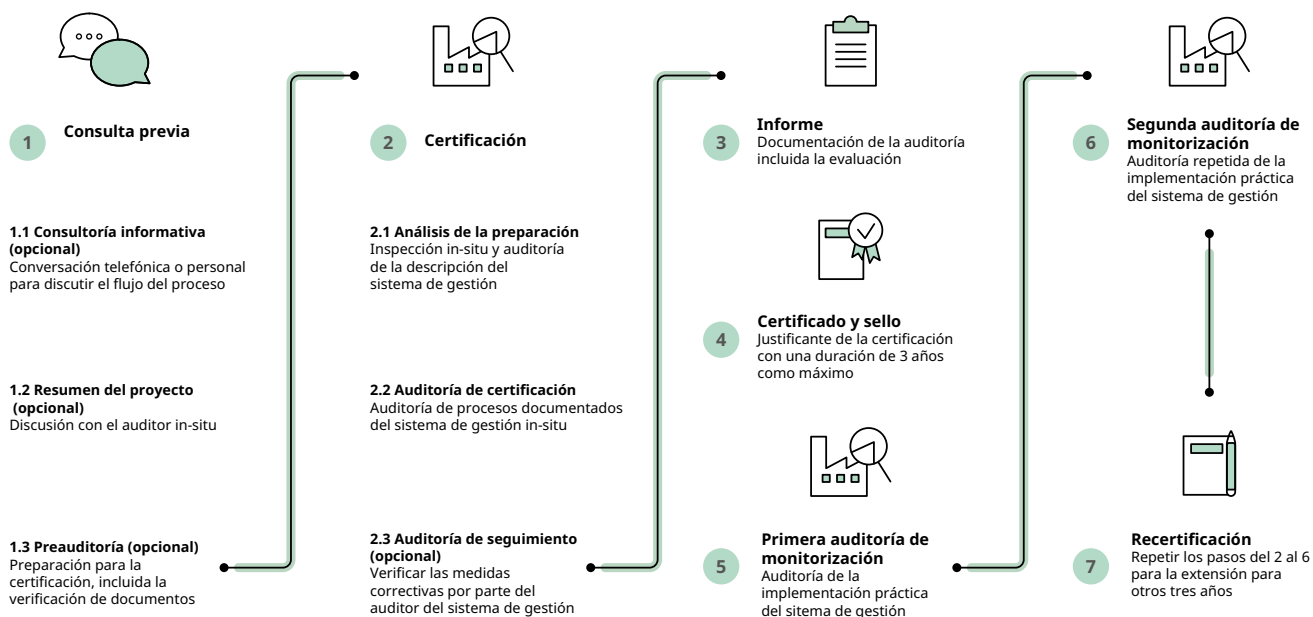 1
Consulta previa
1.1 Consultoría informativa
(opcional)
Conversación telefónica o personal
para discutir el flujo del proceso
1.2 Resumen del proyecto
(opcional)
Discusión con el auditor in-situ
1.3 Preauditoría (opcional)
Preparación para la
certificación, incluida la
verificación de documentos
2
Certificación
2.1 Análisis de la preparación
Inspección in-situ y auditoría
de la descripción del
sistema de gestión
2.2 Auditoría de certificación
Auditoría de procesos documentados
del sistema de gestión in-situ
2.3 Auditoría de seguimiento
(opcional)
Verificar las medidas
correctivas por parte del
auditor del sistema de gestión
3
Informe
Documentación de la auditoría
incluida la evaluación
4
Certificado y sello
Justificante de la certificación
con una duración de 3 años
como máximo
5
Primera auditoría de
monitorización
Auditoría de la
implementación práctica
del sitema de gestión
6
Segunda auditoría de
monitorización
Auditoría repetida de la
implementación práctica
del sistema de gestión
7
Recertificación
Repetir los pasos del 2 al 6
para la extensión para
otros tres años